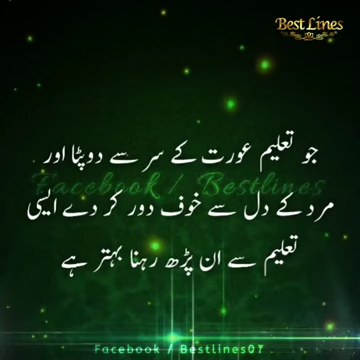 Best Lines
جو تعلیم عورت کے سر سے دوپٹا اور
Facebook / Bestlines
مرد کے دل سے خوف دور کر دے ایسی
تعلیم سے ان پڑھ رہنا بہتر ہے
Facebook / Bestlines07